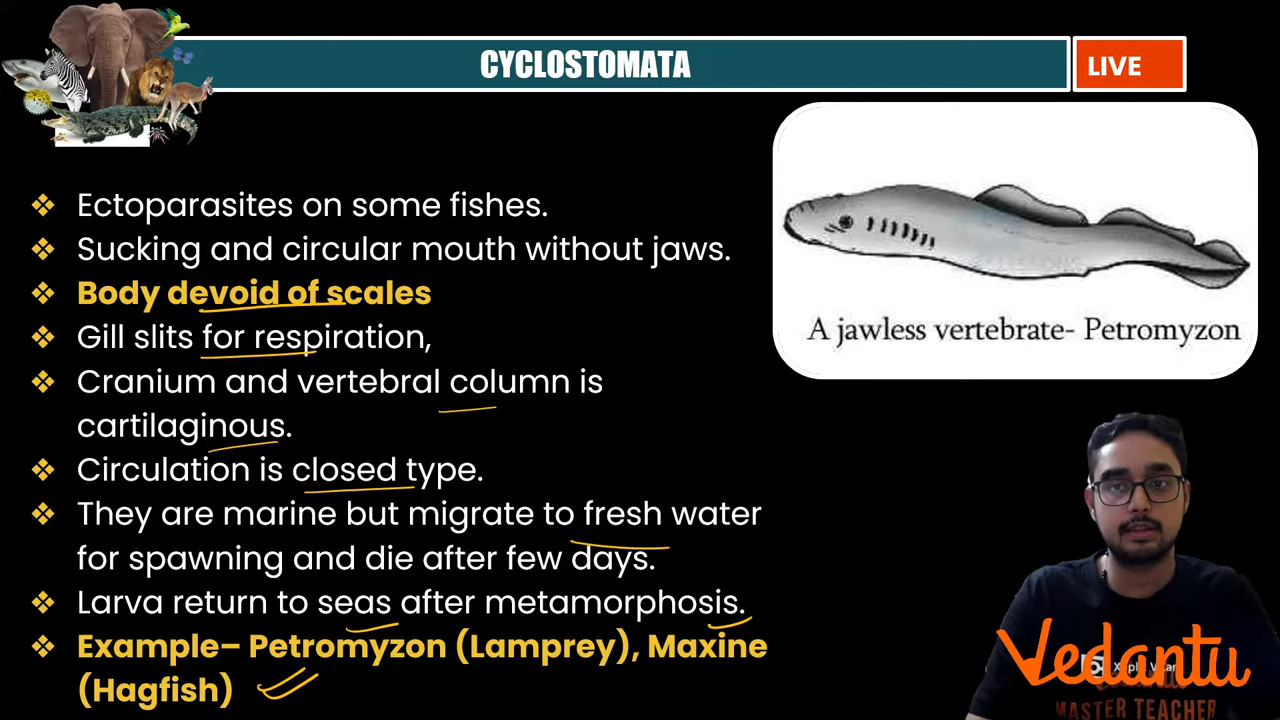 CYCLOSTOMATA
LIVE
❖ Ectoparasites on some fishes.
❖ Sucking and circular mouth without jaws.
❖ Body devoid of scales
❖ Gill slits for respiration,
❖ Cranium and vertebral column is
cartilaginous.
❖ Circulation is closed type.
❖ They are marine but migrate to fresh water
for spawning and die after few days.
❖ Larva return to seas after metamorphosis.
❖ Example– Petromyzon (Lamprey), Maxine
(Hagfish)
A jawless vertebrate- Petromyzon
Vedantu
MASTER TEACHER